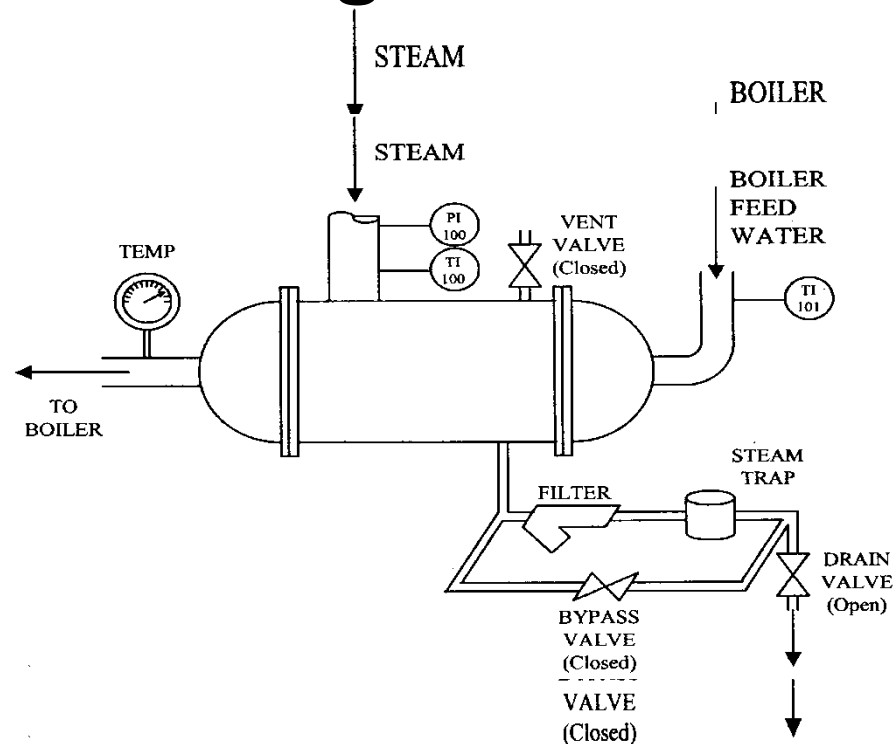 STEAM
BOILER
STEAM
BOILER
FEED
WATER
PI
100
TI
100
VENT
VALVE
(Closed)
TEMP
TI
101
TO
BOILER
STEAM
TRAP
FILTER
DRAIN
VALVE
(Open)
BYPASS
VALVE
(Closed)
VALVE
(Closed)